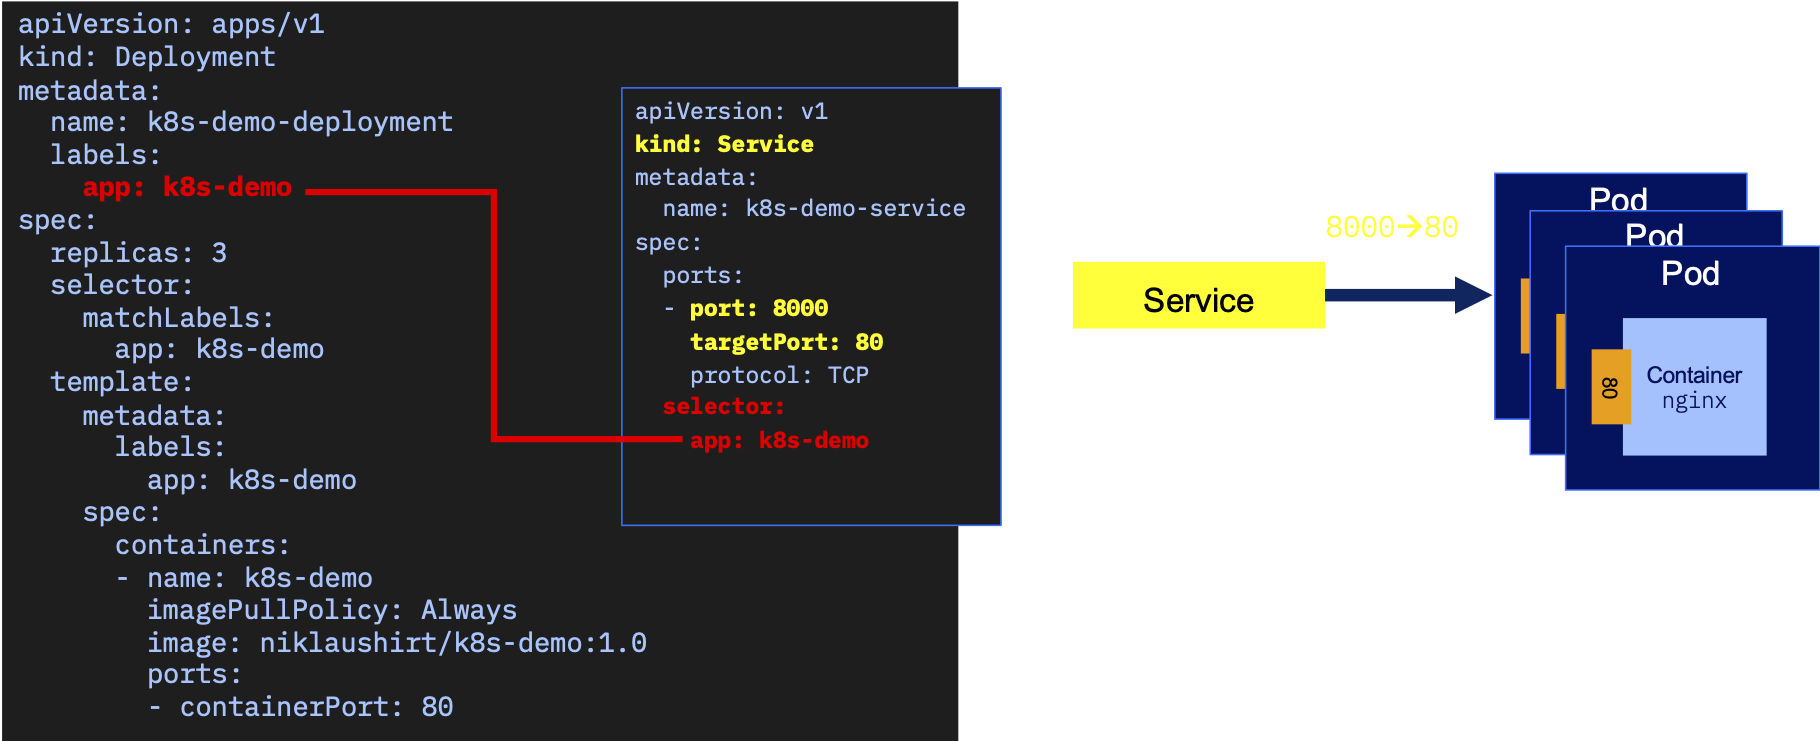 apiVersion: apps/v1
kind: Deployment
metadata:
  name: k8s-demo-deployment
  labels:
    app: k8s-demo
spec:
  replicas: 3
  selector:
    matchLabels:
      app: k8s-demo
  template:
    metadata:
      labels:
        app: k8s-demo
    spec:
      containers:
      - name: k8s-demo
        imagePullPolicy: Always
        image: niklaushirt/k8s-demo:1.0
        ports:
        - containerPort: 80
apiVersion: v1
kind: Service
metadata:
  name: k8s-demo-service
spec:
  ports:
  - port: 8000
    targetPort: 80
    protocol: TCP
  selector:
    app: k8s-demo
Service
8000→80
Pod
Pod
Pod
80
Container
nginx